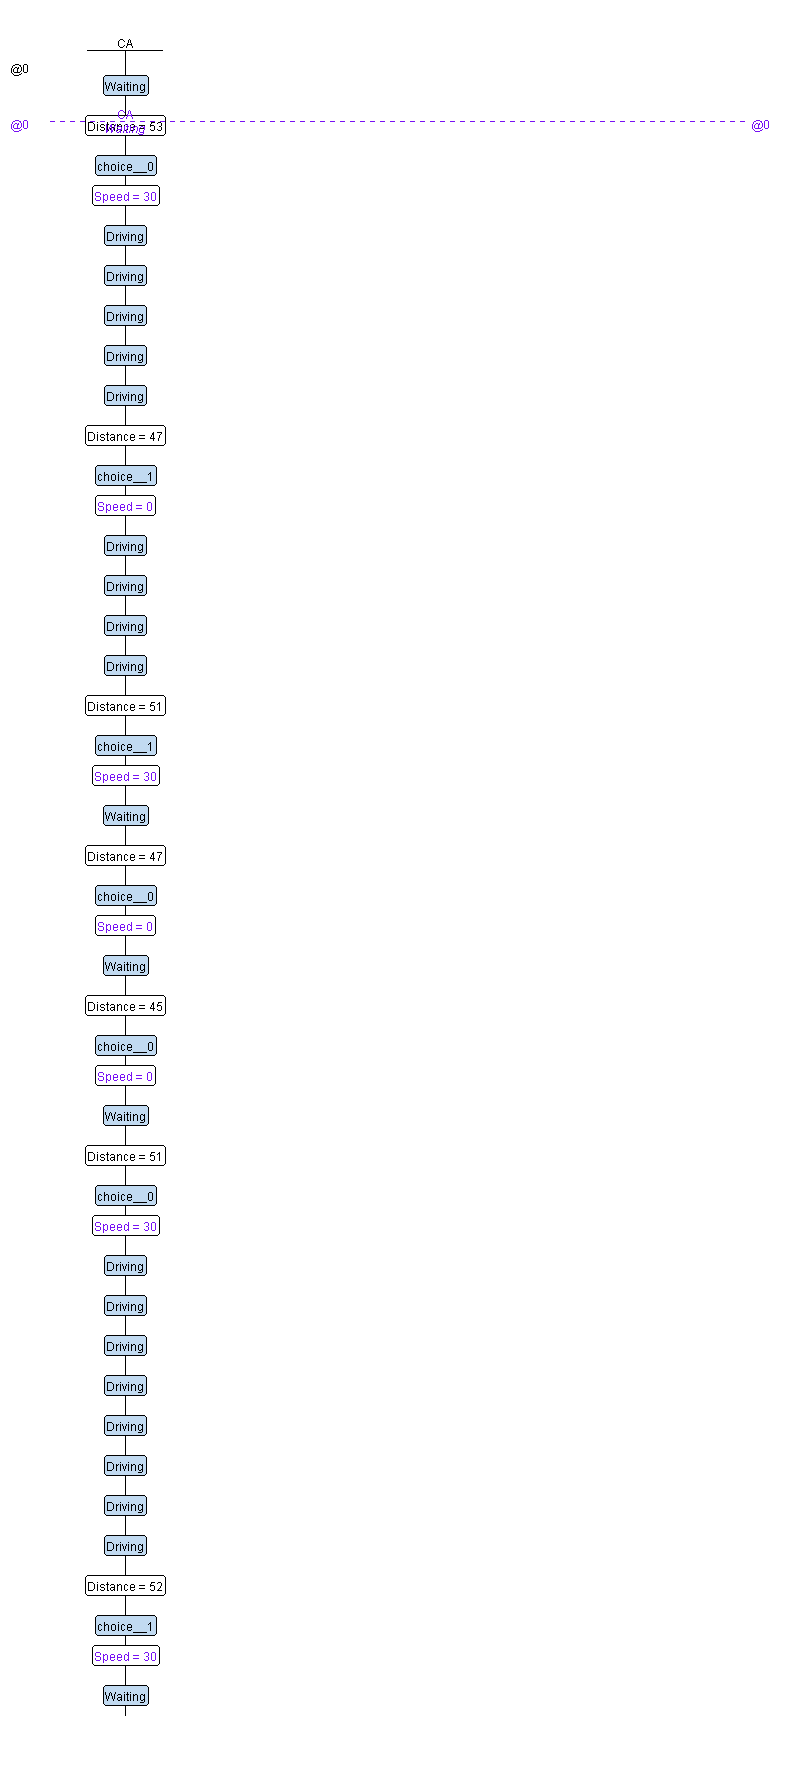 CA
@0
Waiting
CA
@0 Distance = 53 @0
Waiting
choice__0
Speed = 30
Driving
Driving
Driving
Driving
Driving
Distance = 47
choice__1
Speed = 0
Driving
Driving
Driving
Driving
Distance = 51
choice__1
Speed = 30
Waiting
Distance = 47
choice__0
Speed = 0
Waiting
Distance = 45
choice__0
Speed = 0
Waiting
Distance = 51
choice__0
Speed = 30
Driving
Driving
Driving
Driving
Driving
Driving
Driving
Driving
Distance = 52
choice__1
Speed = 30
Waiting